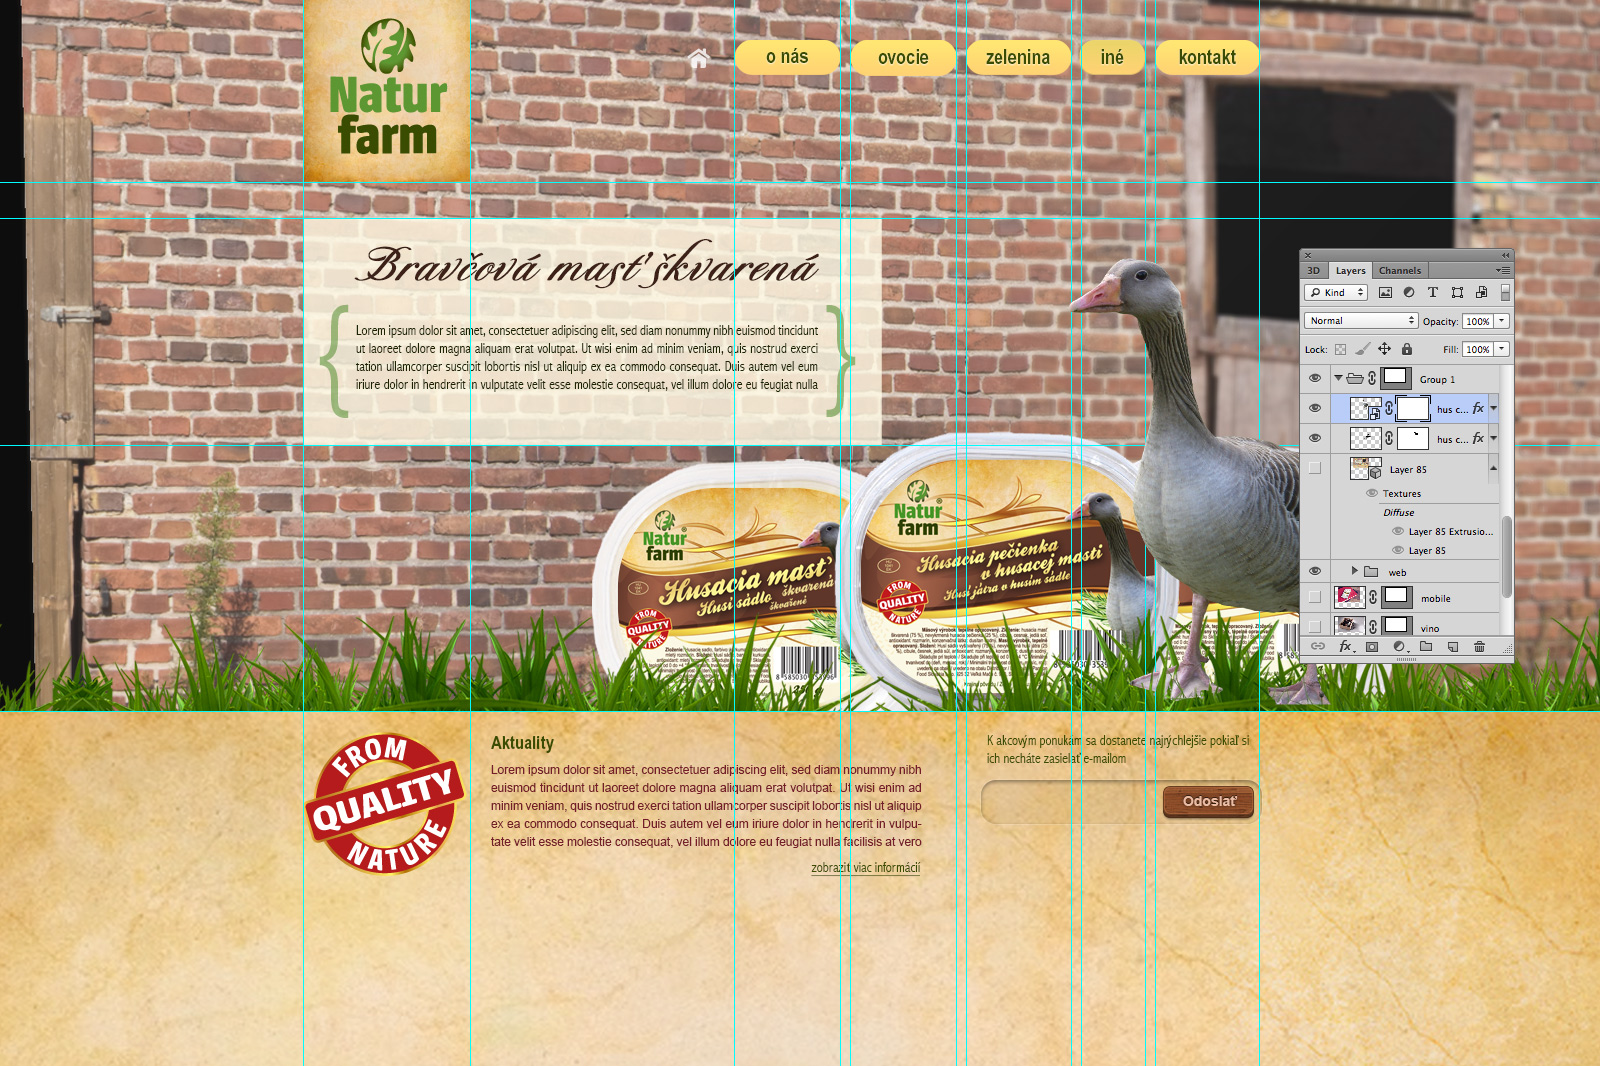 Natur
farm
o nás
ovocie
zelenina
iné
kontakt
Bravčová masť škvarená
Lorem ipsum dolor sit amet, consectetuer adipiscing elit, sed diam nonummy nibh euismod tincidunt
ut laoreet dolore magna aliquam erat volutpat. Ut wisi enim ad minim veniam, quis nostrud exerci
tation ullamcorper suscipit lobortis nisl ut aliquip ex ea commodo consequat. Duis autem vel eum
iriure dolor in hendrerit in vulputate velit esse molestie consequat, vel illum dolore eu feugiat nulla
3D
Layers
Channels
Kind
Normal
Opacity: 100%
Lock:
Fill: 100%
Group 1
hus c... fx
hus c... fx
Layer 85
Textures
Diffuse
Layer 85 Extrusio...
Layer 85
web
mobile
vino
fx
Natur
farm
Husacia masť
Husí sádlo
škvarená
škvařené
FROM
QUALITY
NATURE
Natur
farm
Husacia pečienka
v husacej masti
Husí játra v husím sádle
FROM
QUALITY
NATURE
FROM
QUALITY
NATURE
Aktuality
Lorem ipsum dolor sit amet, consectetuer adipiscing elit, sed diam nonummy nibh
euismod tincidunt ut laoreet dolore magna aliquam erat volutpat. Ut wisi enim ad
minim veniam, quis nostrud exerci tation ullamcorper suscipit lobortis nisl ut aliquip
ex ea commodo consequat. Duis autem vel eum iriure dolor in hendrerit in vulpu-
tate velit esse molestie consequat, vel illum dolore eu feugiat nulla facilisis at vero
zobraziť viac informácií
K akcovým ponukam sa dostanete najrýchlejšie pokiaľ si
ich necháte zasielať e-mailom
Odoslať